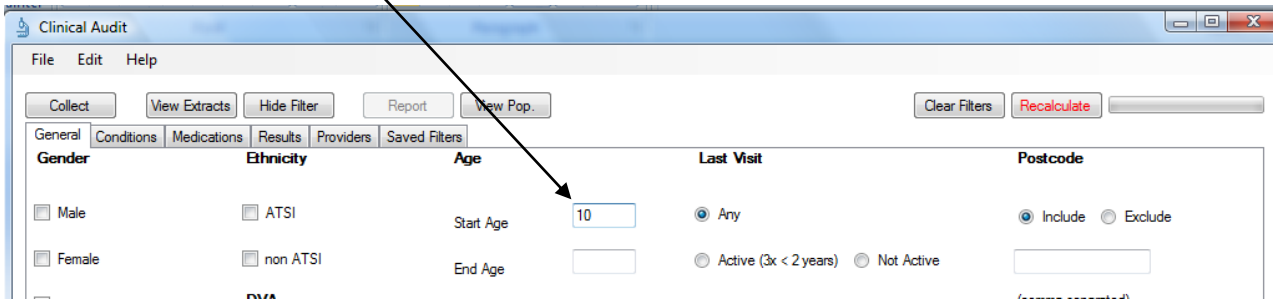 Clinical Audit
File Edit Help
Collect View Extracts Hide Filter Report View Pop. Clear Filters Recalculate
General Conditions Medications Results Providers Saved Filters
Gender Ethnicity Age Last Visit Postcode
Male ATSI Start Age 10 Any Include Exclude
Female non ATSI End Age Active (3x < 2 years) Not Active
DVA (comma separated)